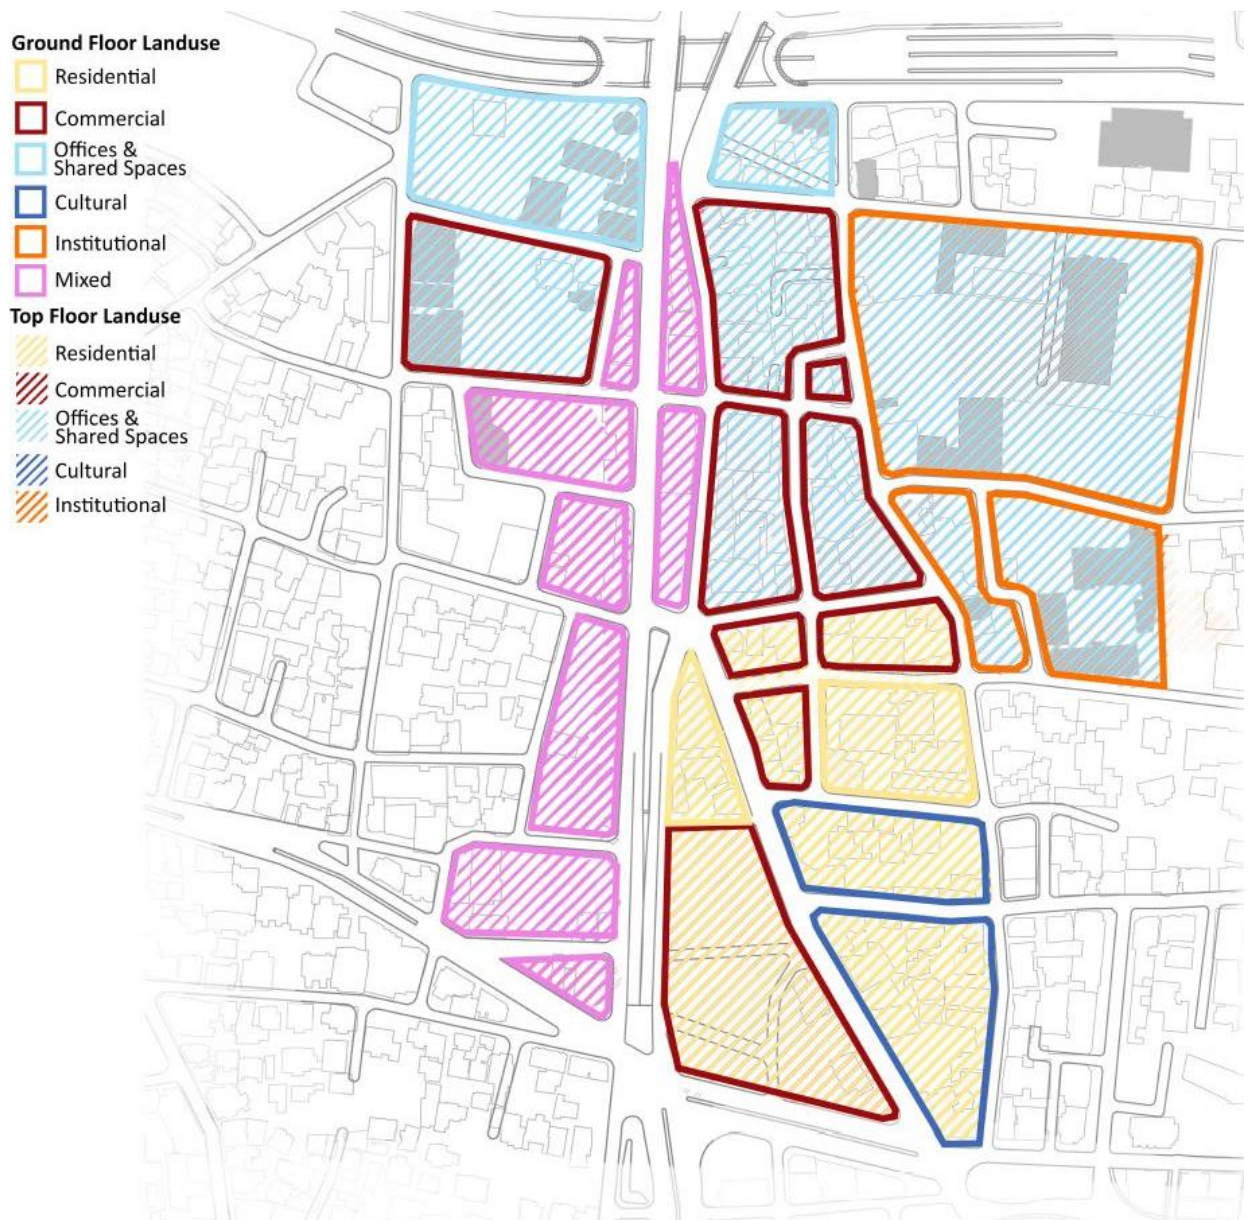 Ground Floor Landuse
Residential
Commercial
Offices &
Shared Spaces
Cultural
Institutional
Mixed
Top Floor Landuse
Residential
Commercial
Offices &
Shared Spaces
Cultural
Institutional